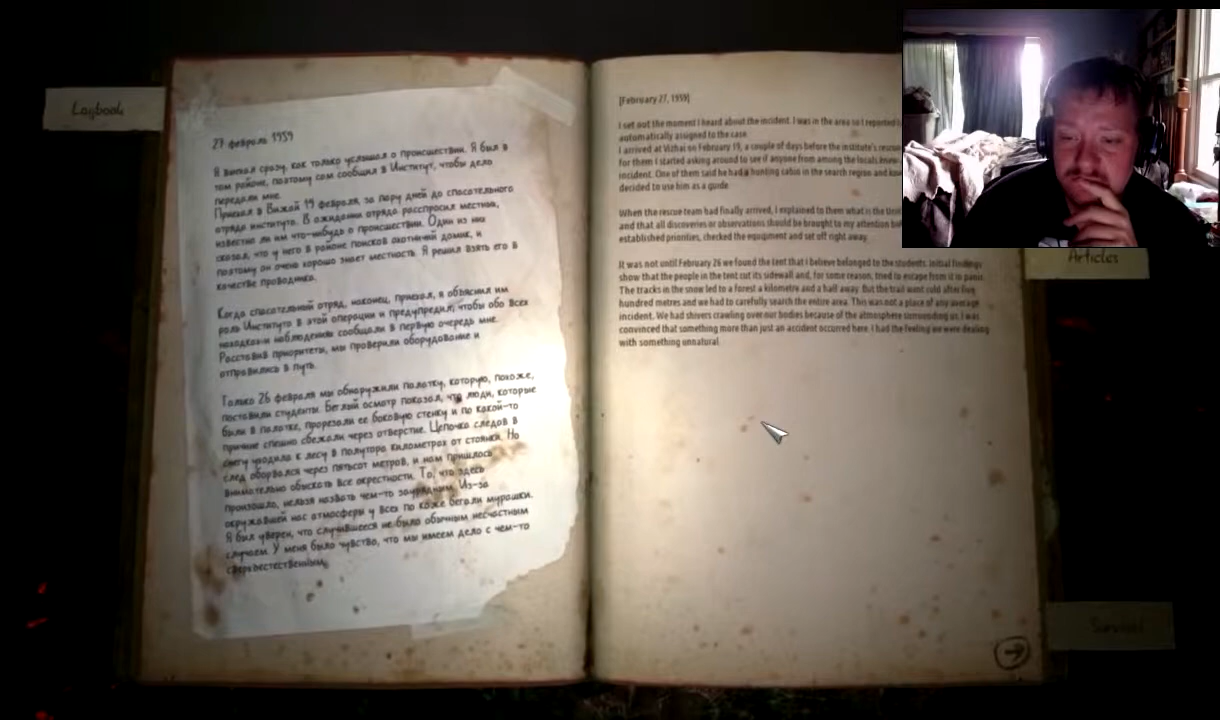 Logbook
27 февраль 1959
Я выехал сразу, как только услышал о происшествии. Я был в
том районе, поэтому сам сообщил в Институт, чтобы дело
передали мне.
Приехал в Вижай 19 февраля, за пару дней до спасательного
отряда института. В ожидании отряда расспросил местных,
известно ли им что-нибудь о происшествии. Один из них
сказал, что у него в районе поисков охотничий домик, и
поэтому он очень хорошо знает местность. Я решил взять его в
качестве проводника.
Когда спасательный отряд, наконец, приехал, я объяснил им
роль Института в этой операции и предупредил, чтобы обо всех
находках и наблюдениях сообщали в первую очередь мне.
Расставив приоритеты, мы проверили оборудование и
отправились в путь.
Только 26 февраля мы обнаружили палатку, которую, похоже,
поставили студенты. Беглый осмотр показал, что люди, которые
были в палатке, прорезали ее боковую стенку и по какой-то
причине спешно сбежали через отверстие. Цепочка следов в
снегу уходила к лесу в полутора километрах от стоянки. Но
след оборвался через пятьсот метров, и нам пришлось
внимательно обыскать все окрестности. То, что здесь
произошло, нельзя назвать чем-то заурядным. Из-за
окружавшей нас атмосферы у всех по коже бегали мурашки.
Я был уверен, что случившееся не было обычным несчастным
случаем. У меня было чувство, что мы имеем дело с чем-то
сверхъестественным.
[February 27, 1959]
I set out the moment I heard about the incident. I was in the area so I reported
automatically assigned to the case.
I arrived at Vizhai on February 19, a couple of days before the institute's rescue
for them I started asking around to see if anyone from among the locals knew
incident. One of them said he had a hunting cabin in the search region and
decided to use him as a guide.
When the rescue team had finally arrived, I explained to them what is the
and that all discoveries or observations should be brought to my attention
established priorities, checked the equipment and set off right away.
It was not until February 26 we found the tent that I believe belonged to the students. Initial findings
show that the people in the tent cut its sidewall and, for some reason, tried to escape from it in panic.
The tracks in the snow led to a forest a kilometre and a half away. But the trail went cold after five
hundred metres and we had to carefully search the entire area. This was not a place of any average
incident. We had shivers crawling over our bodies because of the atmosphere surrounding us. I was
convinced that something more than just an accident occurred here. I had the feeling we were dealing
with something unnatural.
Articles
Survival